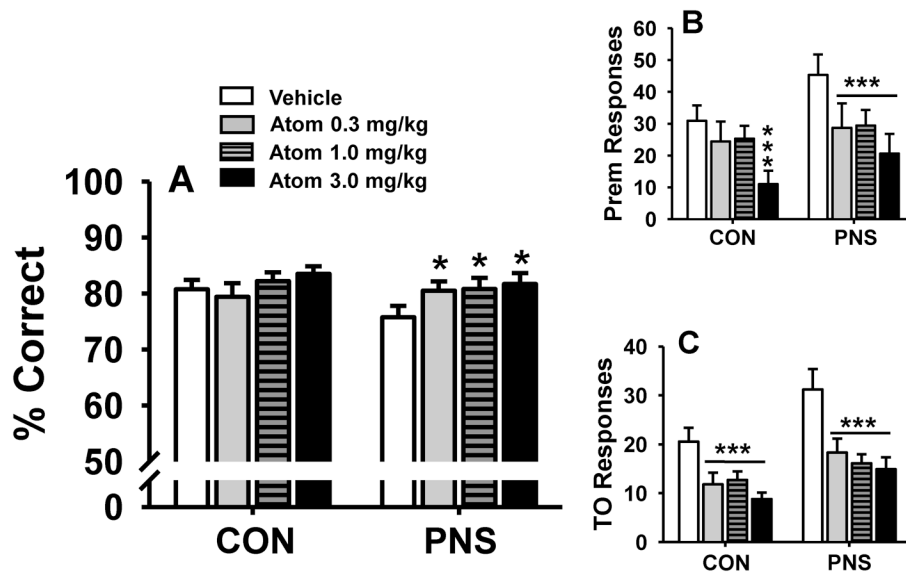 Vehicle
Atom 0.3 mg/kg
Atom 1.0 mg/kg
Atom 3.0 mg/kg
A
% Correct
100
90
80
70
60
50
0
* * *
CON PNS
B
Prem Responses
60
50
40
30
20
10
0
***
***
CON PNS
C
TO Responses
40
30
20
10
0
***
***
CON PNS